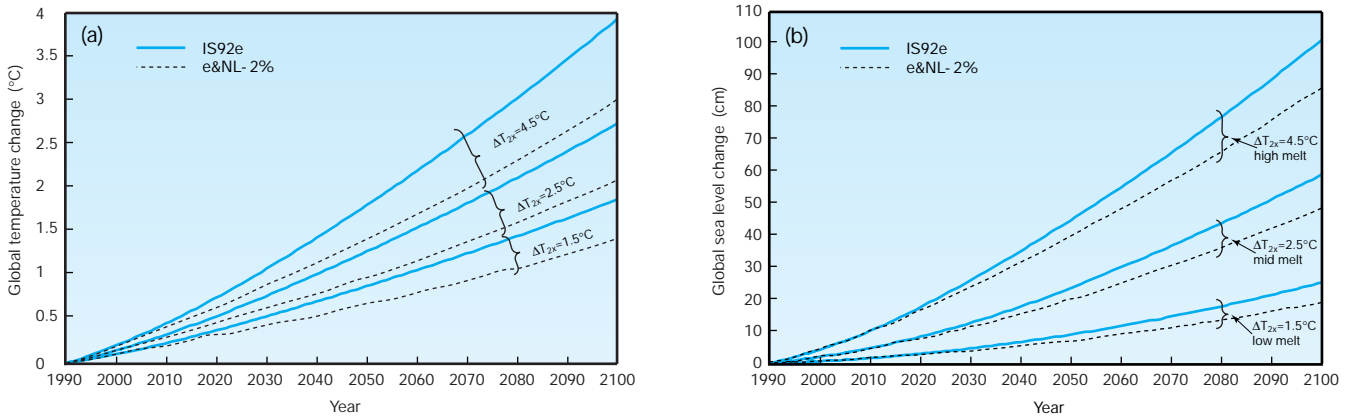 (a)
IS92e
e&NL- 2%
Global temperature change (°C)
4
3.5
3
2.5
2
1.5
1
0.5
0
ΔT2x=4.5°C
ΔT2x=2.5°C
ΔT2x=1.5°C
1990 2000 2010 2020 2030 2040 2050 2060 2070 2080 2090 2100
Year
(b)
IS92e
e&NL- 2%
Global sea level change (cm)
110
100
90
80
70
60
50
40
30
20
10
0
ΔT2x=4.5°C
high melt
ΔT2x=2.5°C
mid melt
ΔT2x=1.5°C
low melt
1990 2000 2010 2020 2030 2040 2050 2060 2070 2080 2090 2100
Year